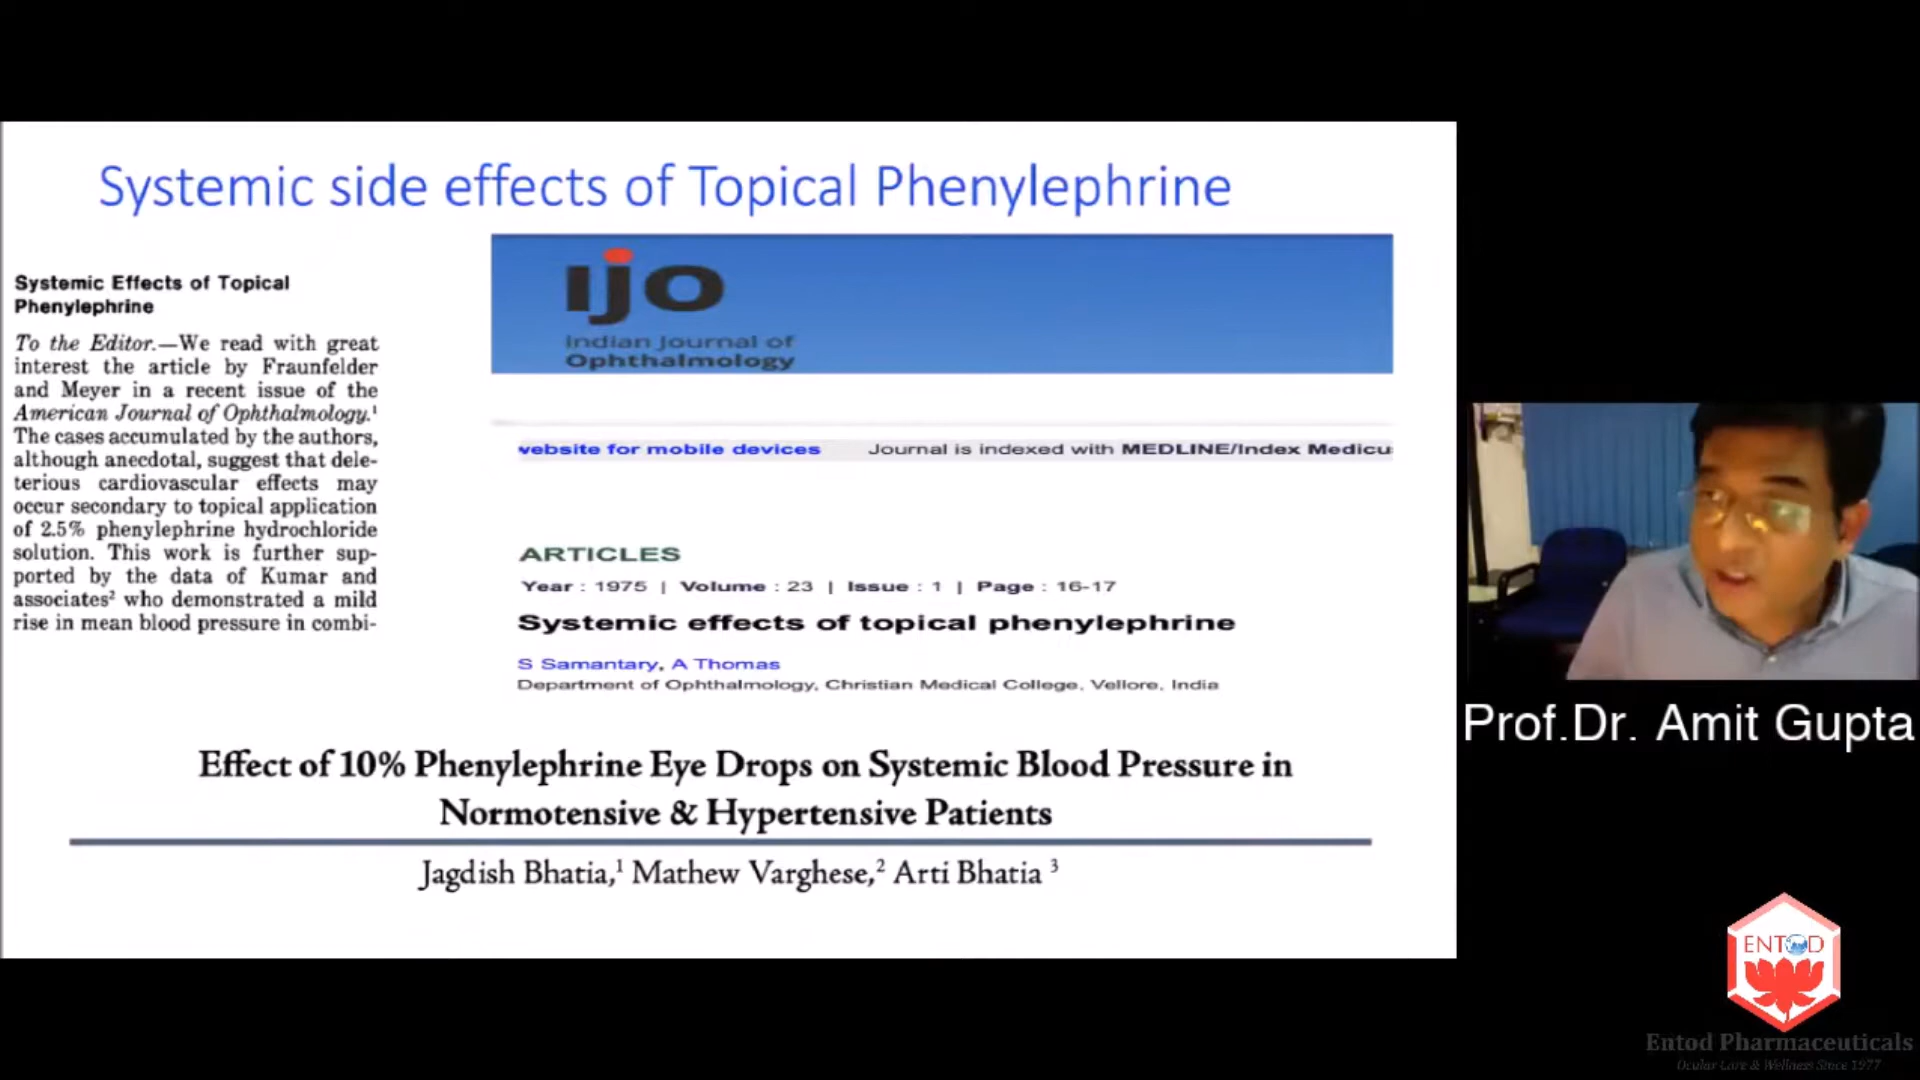 Systemic side effects of Topical Phenylephrine
Systemic Effects of Topical
Phenylephrine
To the Editor.—We read with great
interest the article by Fraunfelder
and Meyer in a recent issue of the
American Journal of Ophthalmology.¹
The cases accumulated by the authors,
although anecdotal, suggest that dele-
terious cardiovascular effects may
occur secondary to topical application
of 2.5% phenylephrine hydrochloride
solution. This work is further sup-
ported by the data of Kumar and
associates² who demonstrated a mild
rise in mean blood pressure in combi-
ijo
Indian Journal of
Ophthalmology
website for mobile devices Journal is indexed with MEDLINE/Index Medicu
ARTICLES
Year : 1975 | Volume : 23 | Issue : 1 | Page : 16-17
Systemic effects of topical phenylephrine
S Samantary, A Thomas
Department of Ophthalmology, Christian Medical College, Vellore, India
Effect of 10% Phenylephrine Eye Drops on Systemic Blood Pressure in
Normotensive & Hypertensive Patients
Jagdish Bhatia,¹ Mathew Varghese,² Arti Bhatia ³
Prof.Dr. Amit Gupta
ENTOD
Entod Pharmaceuticals
Ocular Care & Wellness Since 1977